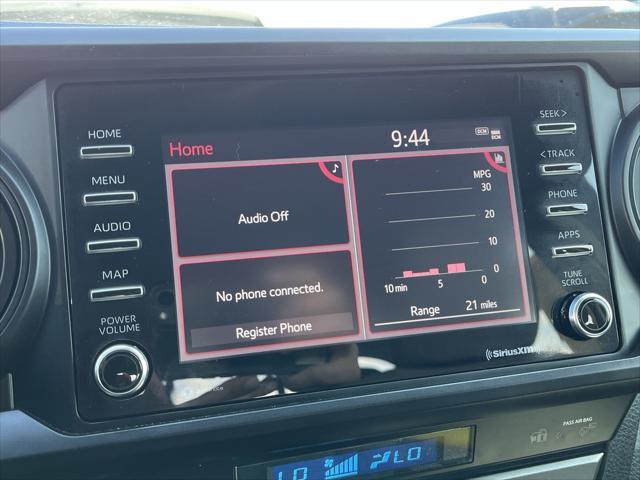 HOME
MENU
AUDIO
MAP
POWER
VOLUME
Home
9:44
DCM
DCM
Audio Off
No phone connected.
Register Phone
MPG
30
20
10
0
10 min
5
0
Range 21 miles
SEEK >
< TRACK
PHONE
APPS
TUNE
SCROLL
SiriusXM
PASS AIR BAG
LO
LO